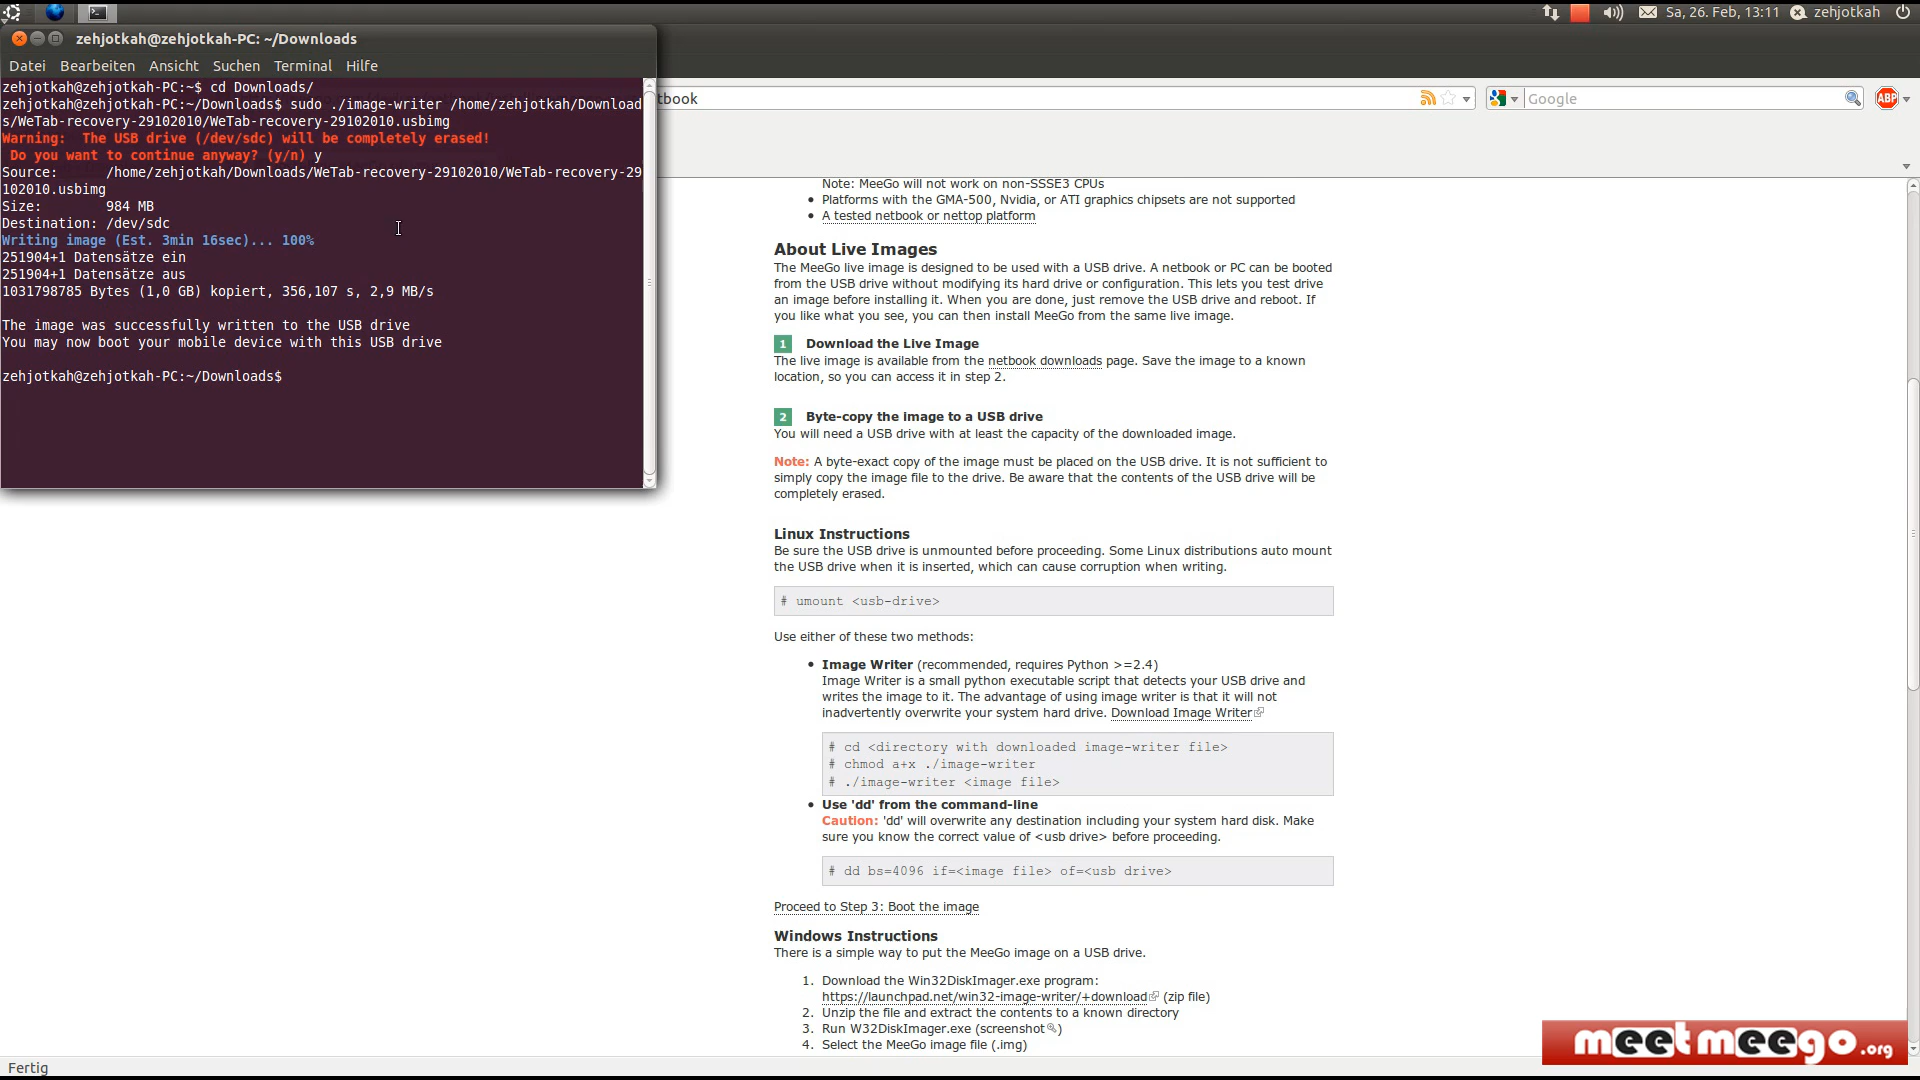 Sa, 26. Feb, 13:11 zehjotkah
zehjotkah@zehjotkah-PC: ~/Downloads
Datei Bearbeiten Ansicht Suchen Terminal Hilfe
zehjotkah@zehjotkah-PC:~$ cd Downloads/
zehjotkah@zehjotkah-PC:~/Downloads$ sudo ./image-writer /home/zehjotkah/Download
s/WeTab-recovery-29102010/WeTab-recovery-29102010.usbimg
Warning:  The USB drive (/dev/sdc) will be completely erased!
Do you want to continue anyway? (y/n) y
Source:      /home/zehjotkah/Downloads/WeTab-recovery-29102010/WeTab-recovery-29
102010.usbimg
Size:        984 MB
Destination: /dev/sdc
Writing image (Est. 3min 16sec)... 100%
251904+1 Datensätze ein
251904+1 Datensätze aus
1031798785 Bytes (1,0 GB) kopiert, 356,107 s, 2,9 MB/s
The image was successfully written to the USB drive
You may now boot your mobile device with this USB drive
zehjotkah@zehjotkah-PC:~/Downloads$
tbook
Google
ABP
Note: MeeGo will not work on non-SSSE3 CPUs
• Platforms with the GMA-500, Nvidia, or ATI graphics chipsets are not supported
• A tested netbook or nettop platform
About Live Images
The MeeGo live image is designed to be used with a USB drive. A netbook or PC can be booted
from the USB drive without modifying its hard drive or configuration. This lets you test drive
an image before installing it. When you are done, just remove the USB drive and reboot. If
you like what you see, you can then install MeeGo from the same live image.
1 Download the Live Image
The live image is available from the netbook downloads page. Save the image to a known
location, so you can access it in step 2.
2 Byte-copy the image to a USB drive
You will need a USB drive with at least the capacity of the downloaded image.
Note: A byte-exact copy of the image must be placed on the USB drive. It is not sufficient to
simply copy the image file to the drive. Be aware that the contents of the USB drive will be
completely erased.
Linux Instructions
Be sure the USB drive is unmounted before proceeding. Some Linux distributions auto mount
the USB drive when it is inserted, which can cause corruption when writing.
# umount <usb-drive>
Use either of these two methods:
• Image Writer (recommended, requires Python >=2.4)
Image Writer is a small python executable script that detects your USB drive and
writes the image to it. The advantage of using image writer is that it will not
inadvertently overwrite your system hard drive. Download Image Writer
# cd <directory with downloaded image-writer file>
# chmod a+x ./image-writer
# ./image-writer <image file>
• Use 'dd' from the command-line
Caution: 'dd' will overwrite any destination including your system hard disk. Make
sure you know the correct value of <usb drive> before proceeding.
# dd bs=4096 if=<image file> of=<usb drive>
Proceed to Step 3: Boot the image
Windows Instructions
There is a simple way to put the MeeGo image on a USB drive.
1. Download the Win32DiskImager.exe program:
https://launchpad.net/win32-image-writer/+download (zip file)
2. Unzip the file and extract the contents to a known directory
3. Run W32DiskImager.exe (screenshot)
4. Select the MeeGo image file (.img)
meetmeego.org
Fertig